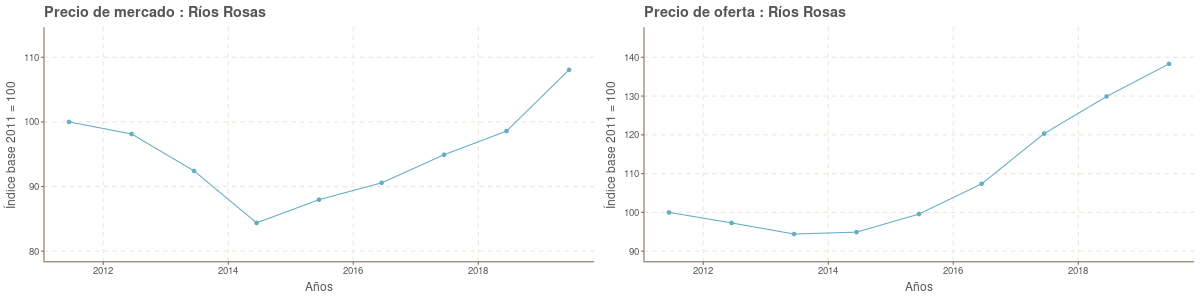 Precio de mercado : Ríos Rosas
Índice base 2011 = 100
110
100
90
80
2012 2014 2016 2018
Años
Precio de oferta : Ríos Rosas
Índice base 2011 = 100
140
130
120
110
100
90
2012 2014 2016 2018
Años